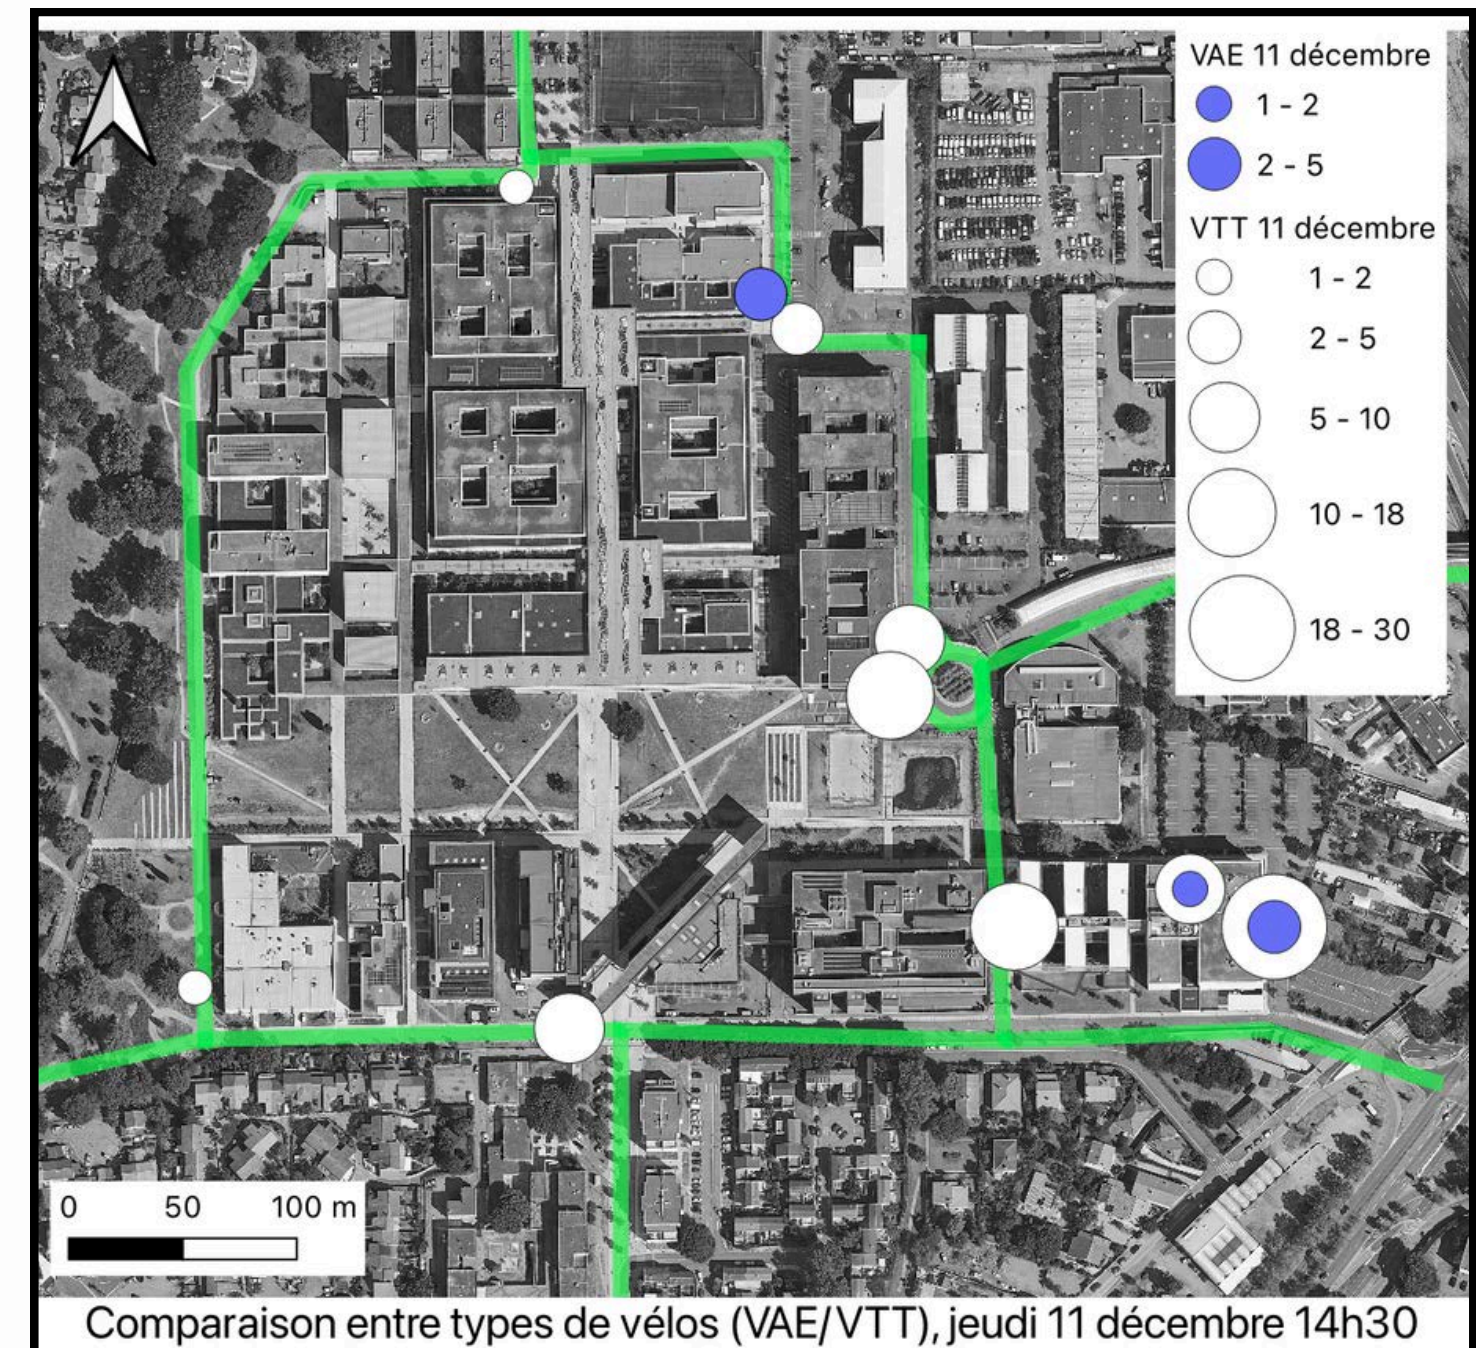 VAE 11 décembre
1 - 2
2 - 5
VTT 11 décembre
1 - 2
2 - 5
5 - 10
10 - 18
18 - 30
0 50 100 m
Comparaison entre types de vélos (VAE/VTT), jeudi 11 décembre 14h30